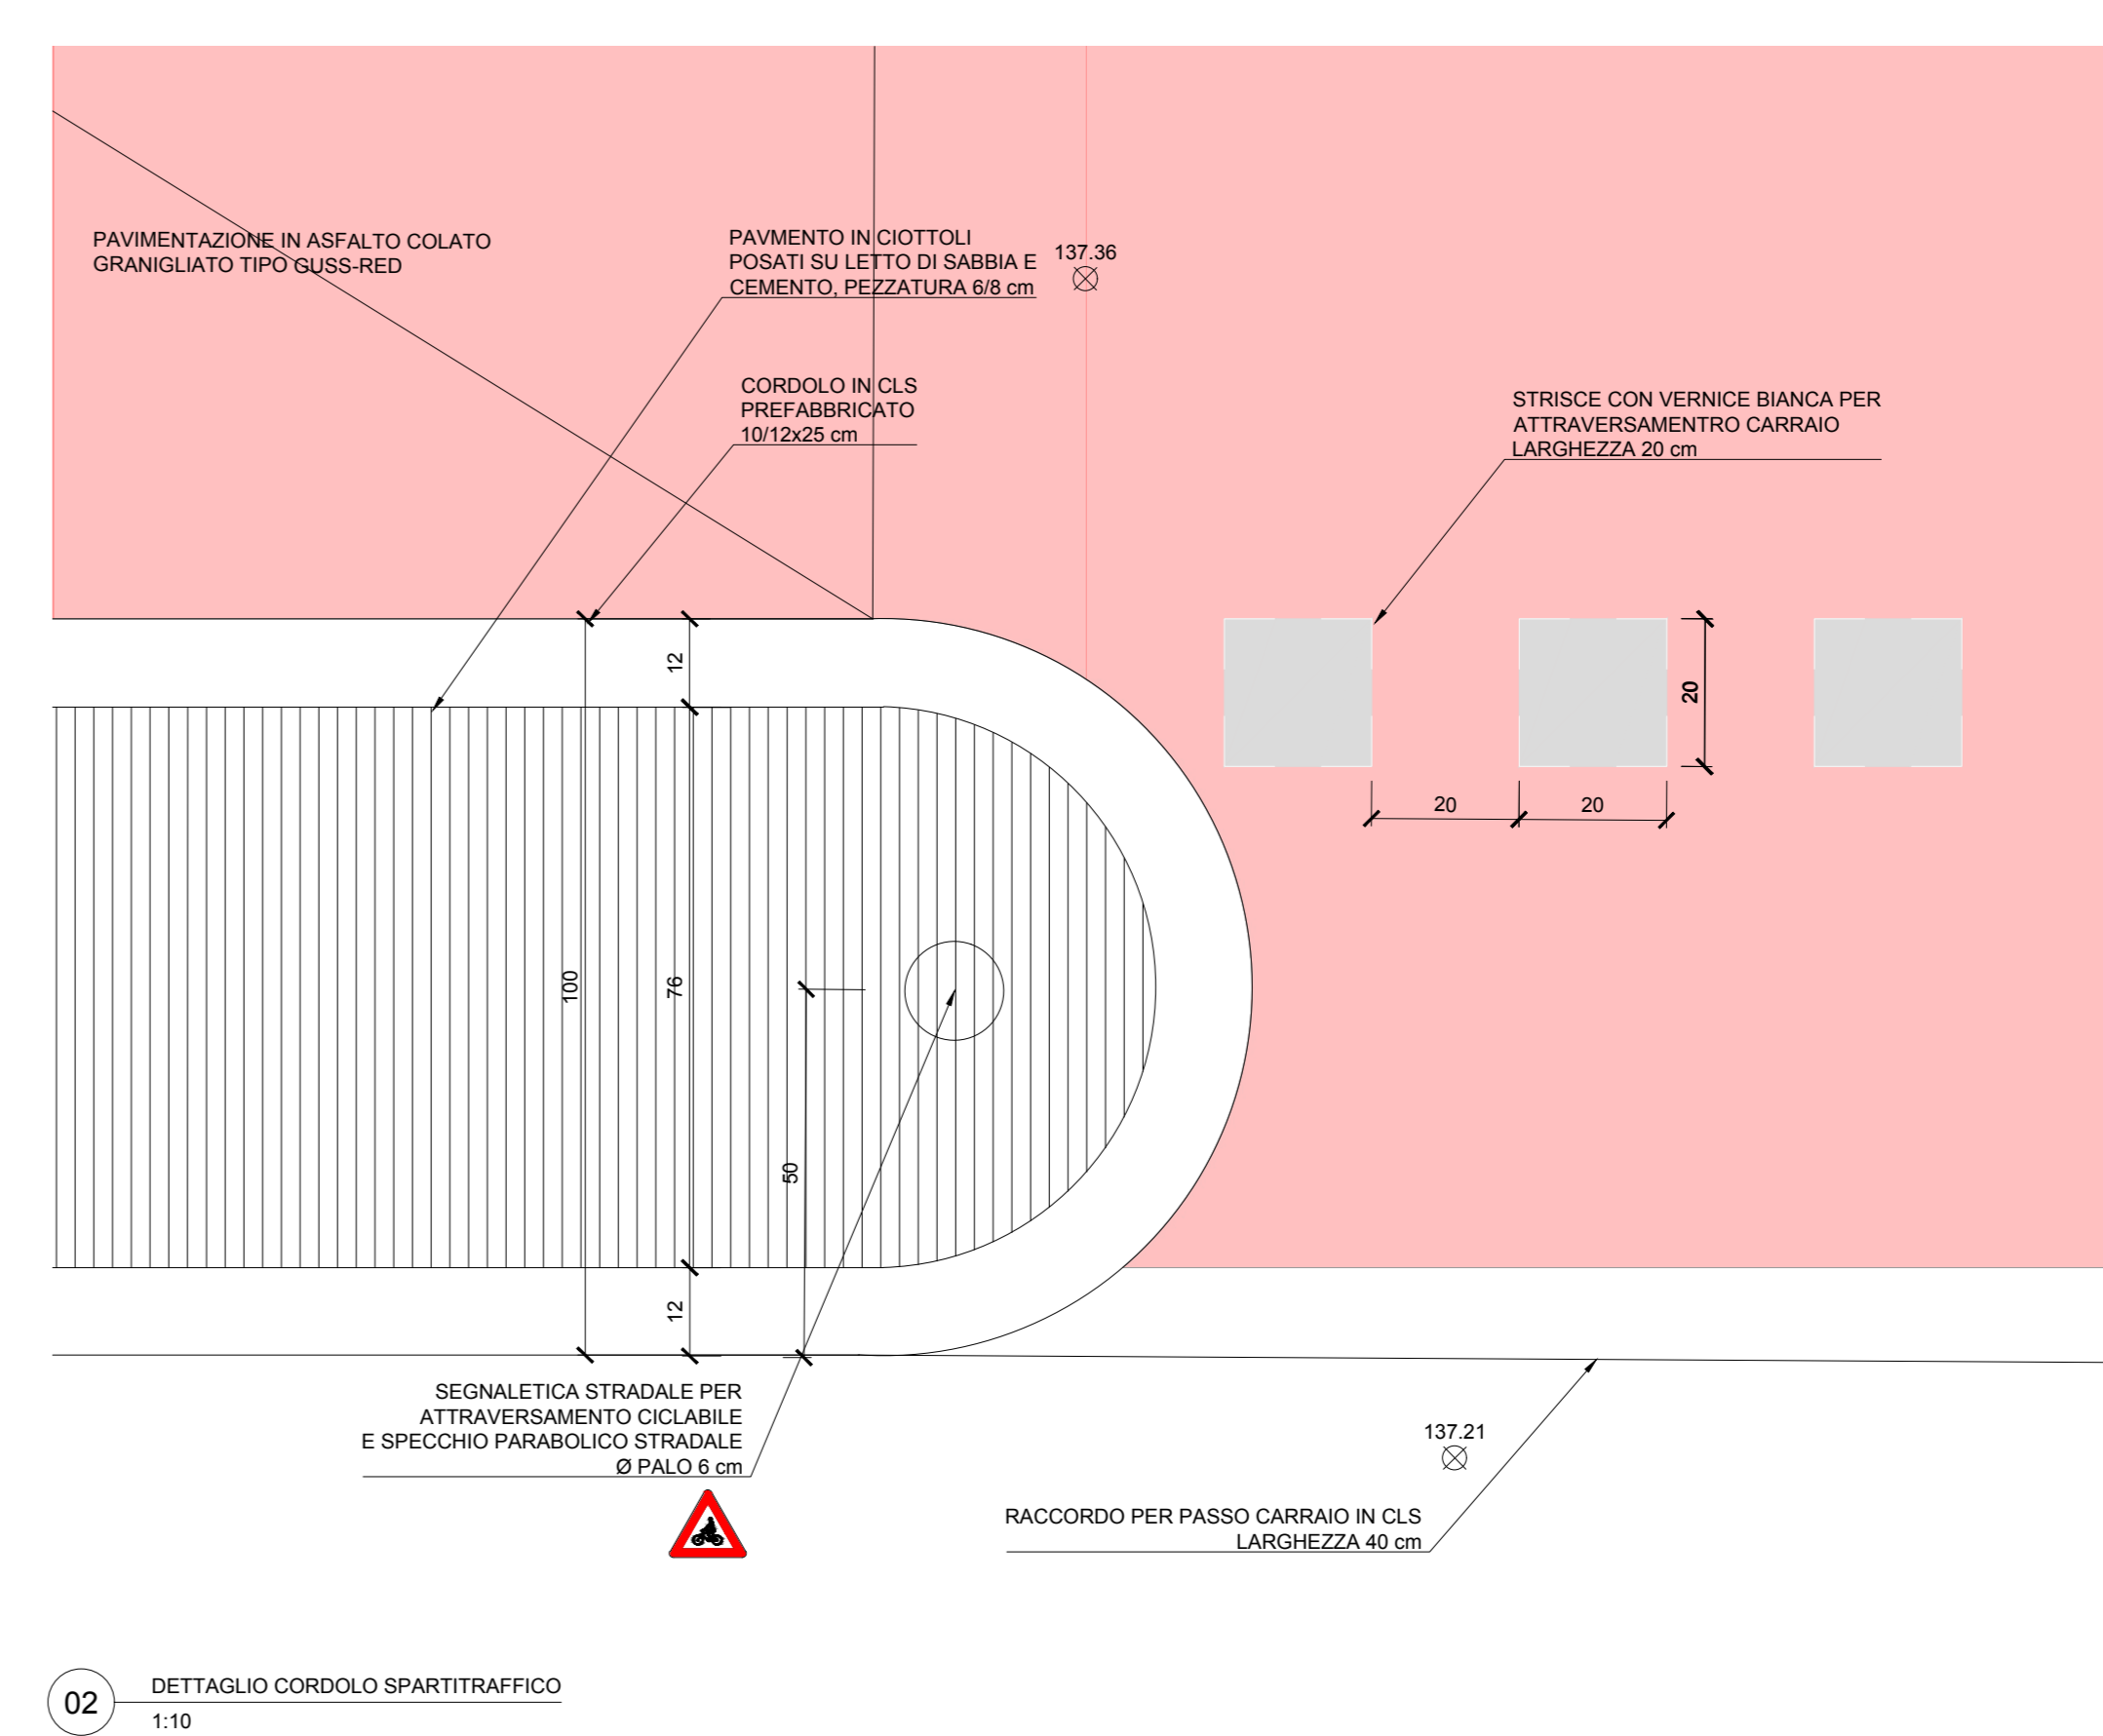 PAVIMENTAZIONE IN ASFALTO COLATO
GRANIGLIATO TIPO GUSS-RED
PAVMENTO IN CIOTTOLI
POSATI SU LETTO DI SABBIA E
CEMENTO, PEZZATURA 6/8 cm
137.36
CORDOLO IN CLS
PREFABBRICATO
10/12x25 cm
STRISCE CON VERNICE BIANCA PER
ATTRAVERSAMENTRO CARRAIO
LARGHEZZA 20 cm
12
20
20
20
100
76
50
12
SEGNALETICA STRADALE PER
ATTRAVERSAMENTO CICLABILE
E SPECCHIO PARABOLICO STRADALE
Ø PALO 6 cm
137.21
RACCORDO PER PASSO CARRAIO IN CLS
LARGHEZZA 40 cm
02
DETTAGLIO CORDOLO SPARTITRAFFICO
1:10